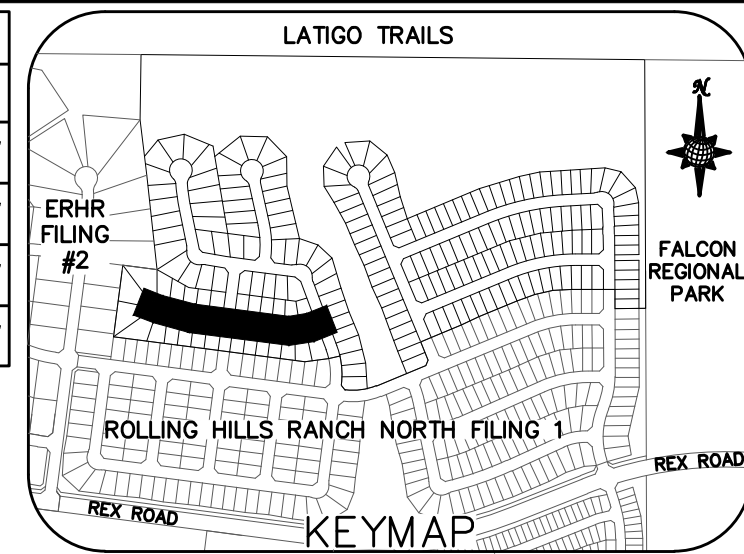 LATIGO TRAILS
N
ERHR
FILING
#2
FALCON
REGIONAL
PARK
ROLLING HILLS RANCH NORTH FILING 1
REX ROAD
REX ROAD
KEYMAP